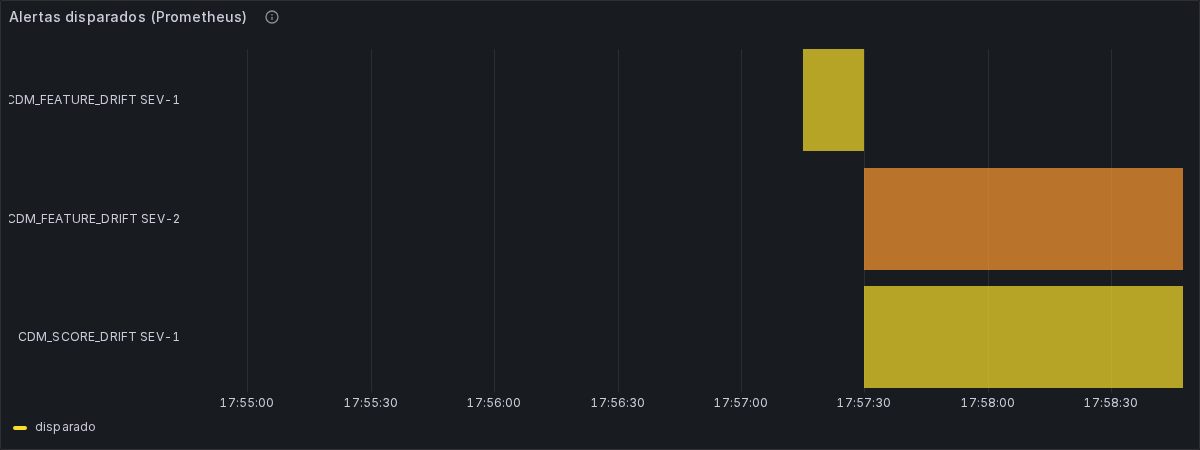 Alertas disparados (Prometheus)
CDM_FEATURE_DRIFT SEV-1
CDM_FEATURE_DRIFT SEV-2
CDM_SCORE_DRIFT SEV-1
17:55:00 17:55:30 17:56:00 17:56:30 17:57:00 17:57:30 17:58:00 17:58:30
disparado